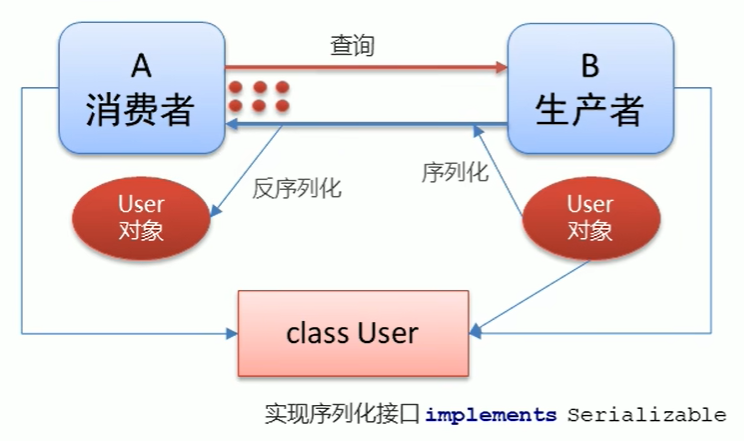 查询
A
消费者
B
生产者
反序列化
序列化
User
对象
User
对象
class User
实现序列化接口 implements Serializable